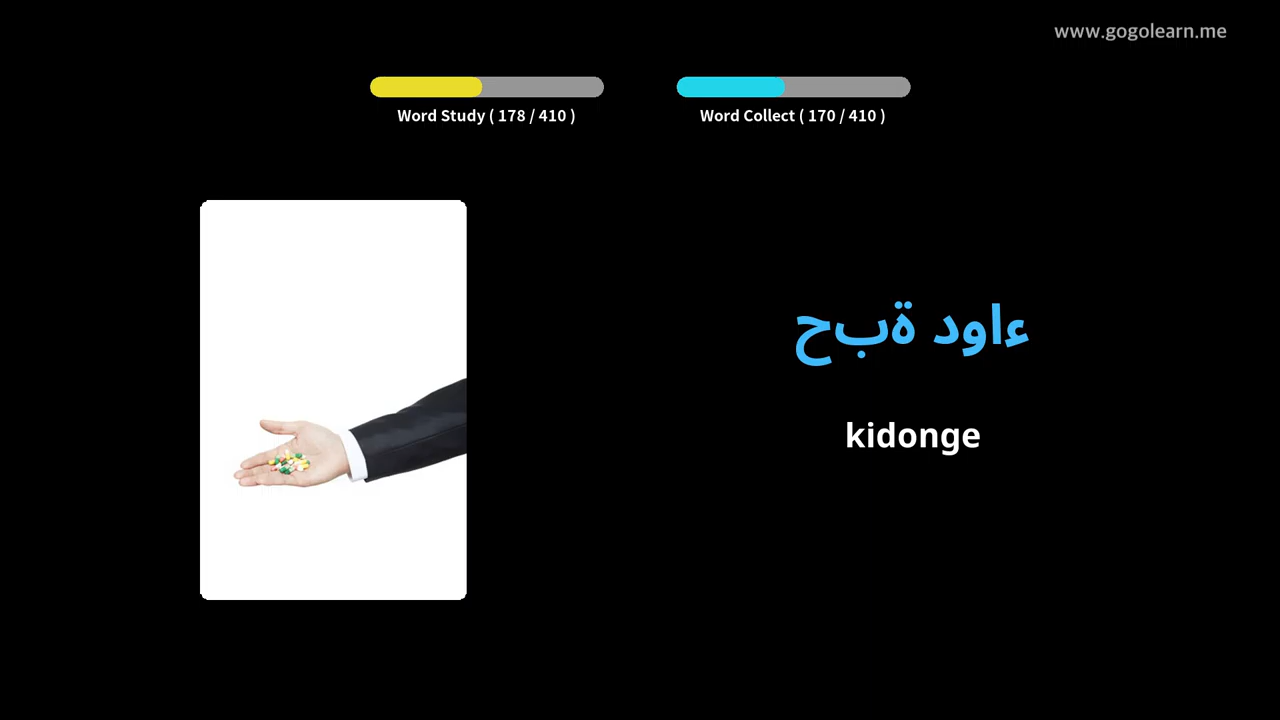 www.gogolearn.me
Word Study ( 178 / 410 )
Word Collect ( 170 / 410 )
حبة دواء
kidonge